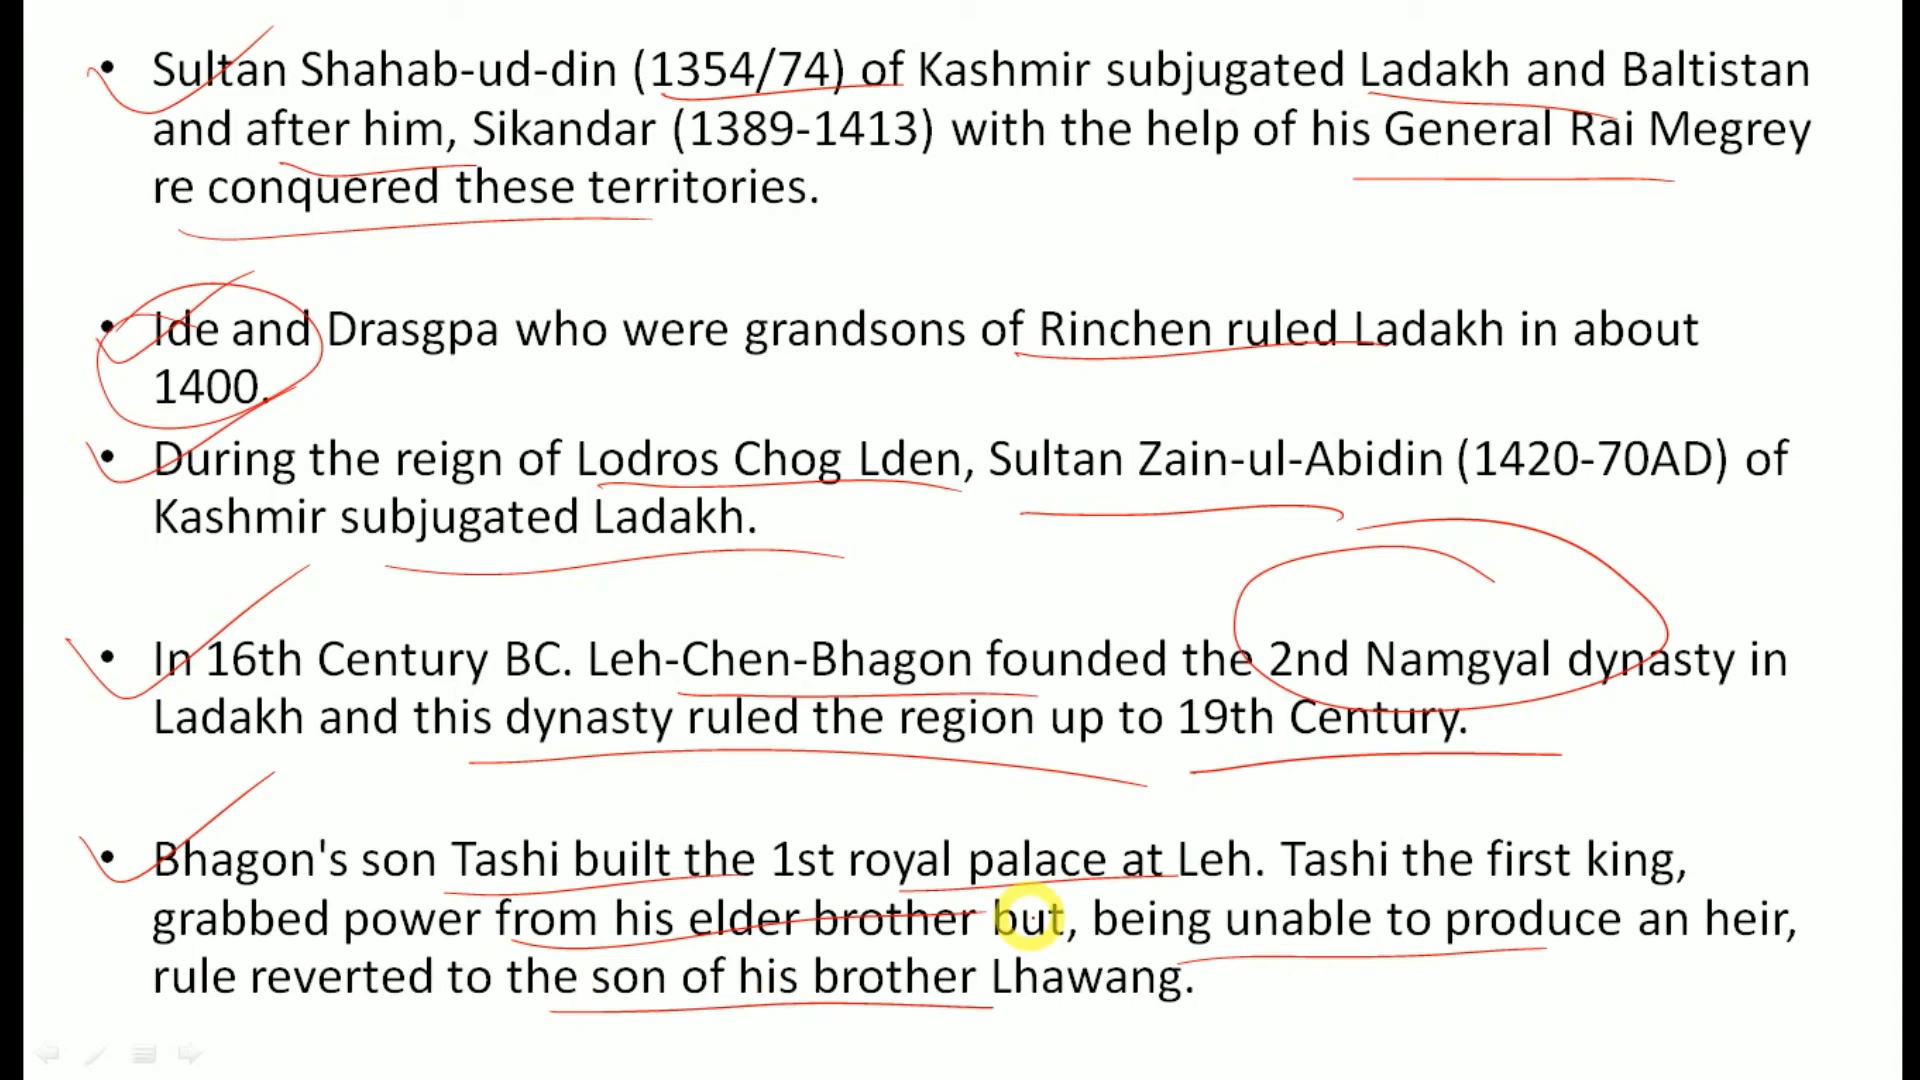 • Sultan Shahab-ud-din (1354/74) of Kashmir subjugated Ladakh and Baltistan
and after him, Sikandar (1389-1413) with the help of his General Rai Megrey
re conquered these territories.
• Ide and Drasgpa who were grandsons of Rinchen ruled Ladakh in about
1400.
• During the reign of Lodros Chog Lden, Sultan Zain-ul-Abidin (1420-70AD) of
Kashmir subjugated Ladakh.
• In 16th Century BC. Leh-Chen-Bhagon founded the 2nd Namgyal dynasty in
Ladakh and this dynasty ruled the region up to 19th Century.
• Bhagon's son Tashi built the 1st royal palace at Leh. Tashi the first king,
grabbed power from his elder brother but, being unable to produce an heir,
rule reverted to the son of his brother Lhawang.